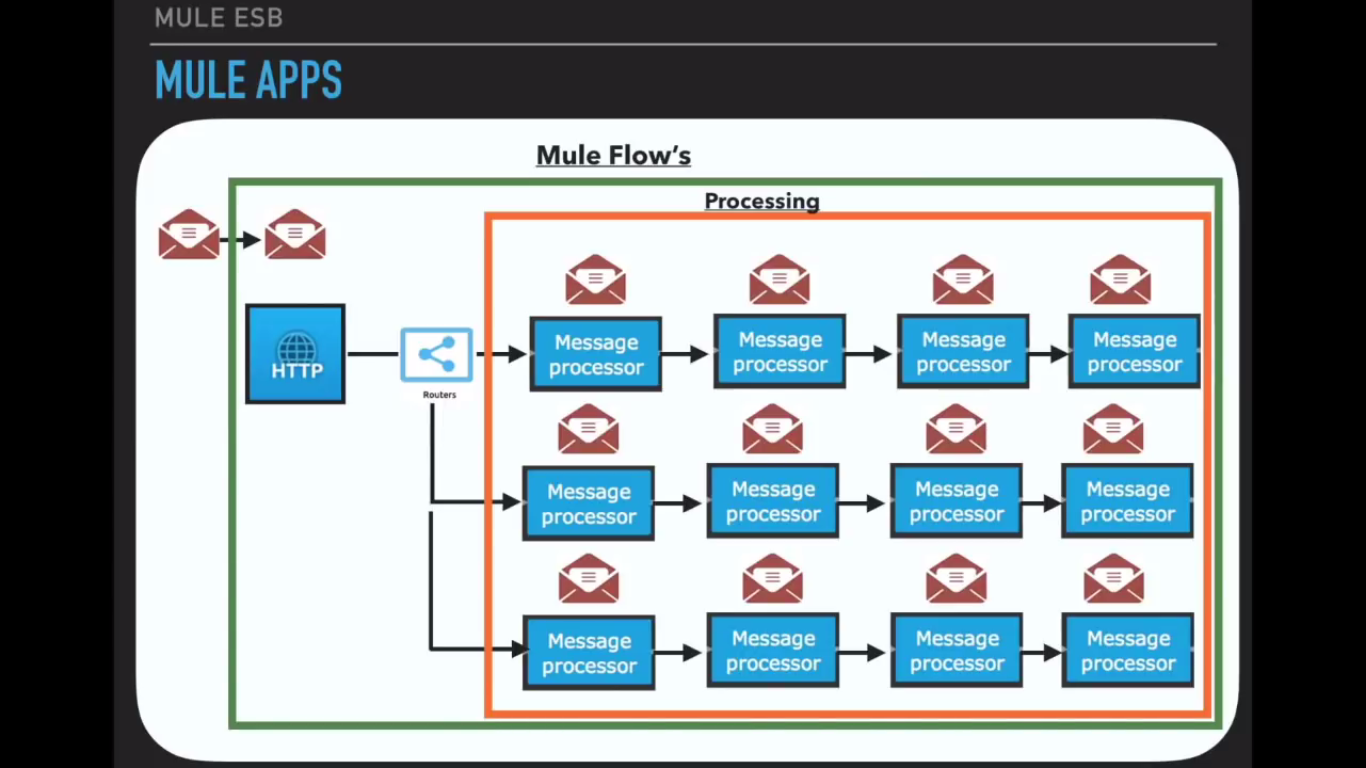 MULE ESB
MULE APPS
Mule Flow's
Processing
HTTP
Routers
Message
processor
Message
processor
Message
processor
Message
processor
Message
processor
Message
processor
Message
processor
Message
processor
Message
processor
Message
processor
Message
processor
Message
processor